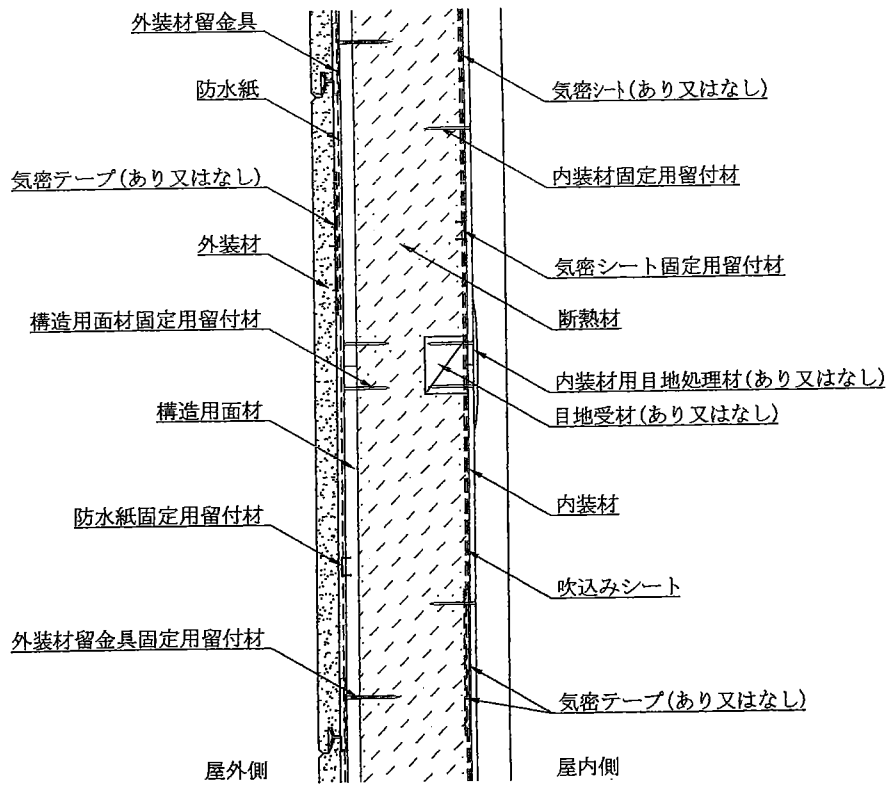 外装材留金具
防水紙
気密テープ(あり又はなし)
外装材
構造用面材固定用留付材
構造用面材
防水紙固定用留付材
外装材留金具固定用留付材
屋外側
気密シート(あり又はなし)
内装材固定用留付材
気密シート固定用留付材
断熱材
内装材用目地処理材(あり又はなし)
目地受材(あり又はなし)
内装材
吹込みシート
気密テープ(あり又はなし)
屋内側